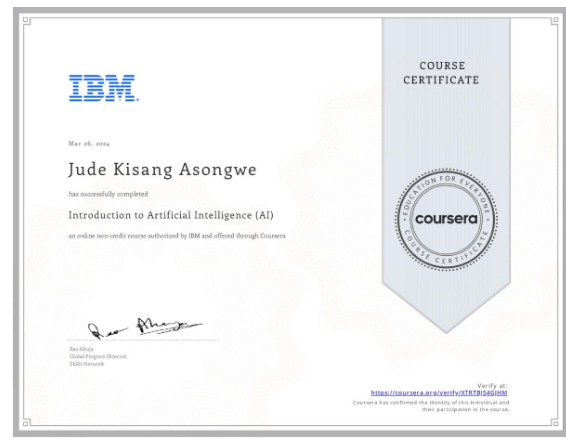 IBM
COURSE
CERTIFICATE
Mar 26, 2024
Jude Kisang Asongwe
has successfully completed
Introduction to Artificial Intelligence (AI)
an online non-credit course authorized by IBM and offered through Coursera
EDUCATION FOR EVERYONE
coursera
COURSE CERTIFICATE
Rav Ahuja
Global Program Director
Skills Network
Verify at:
https://coursera.org/verify/XTRTBJS4GJHM
Coursera has confirmed the identity of this individual and
their participation in the course.